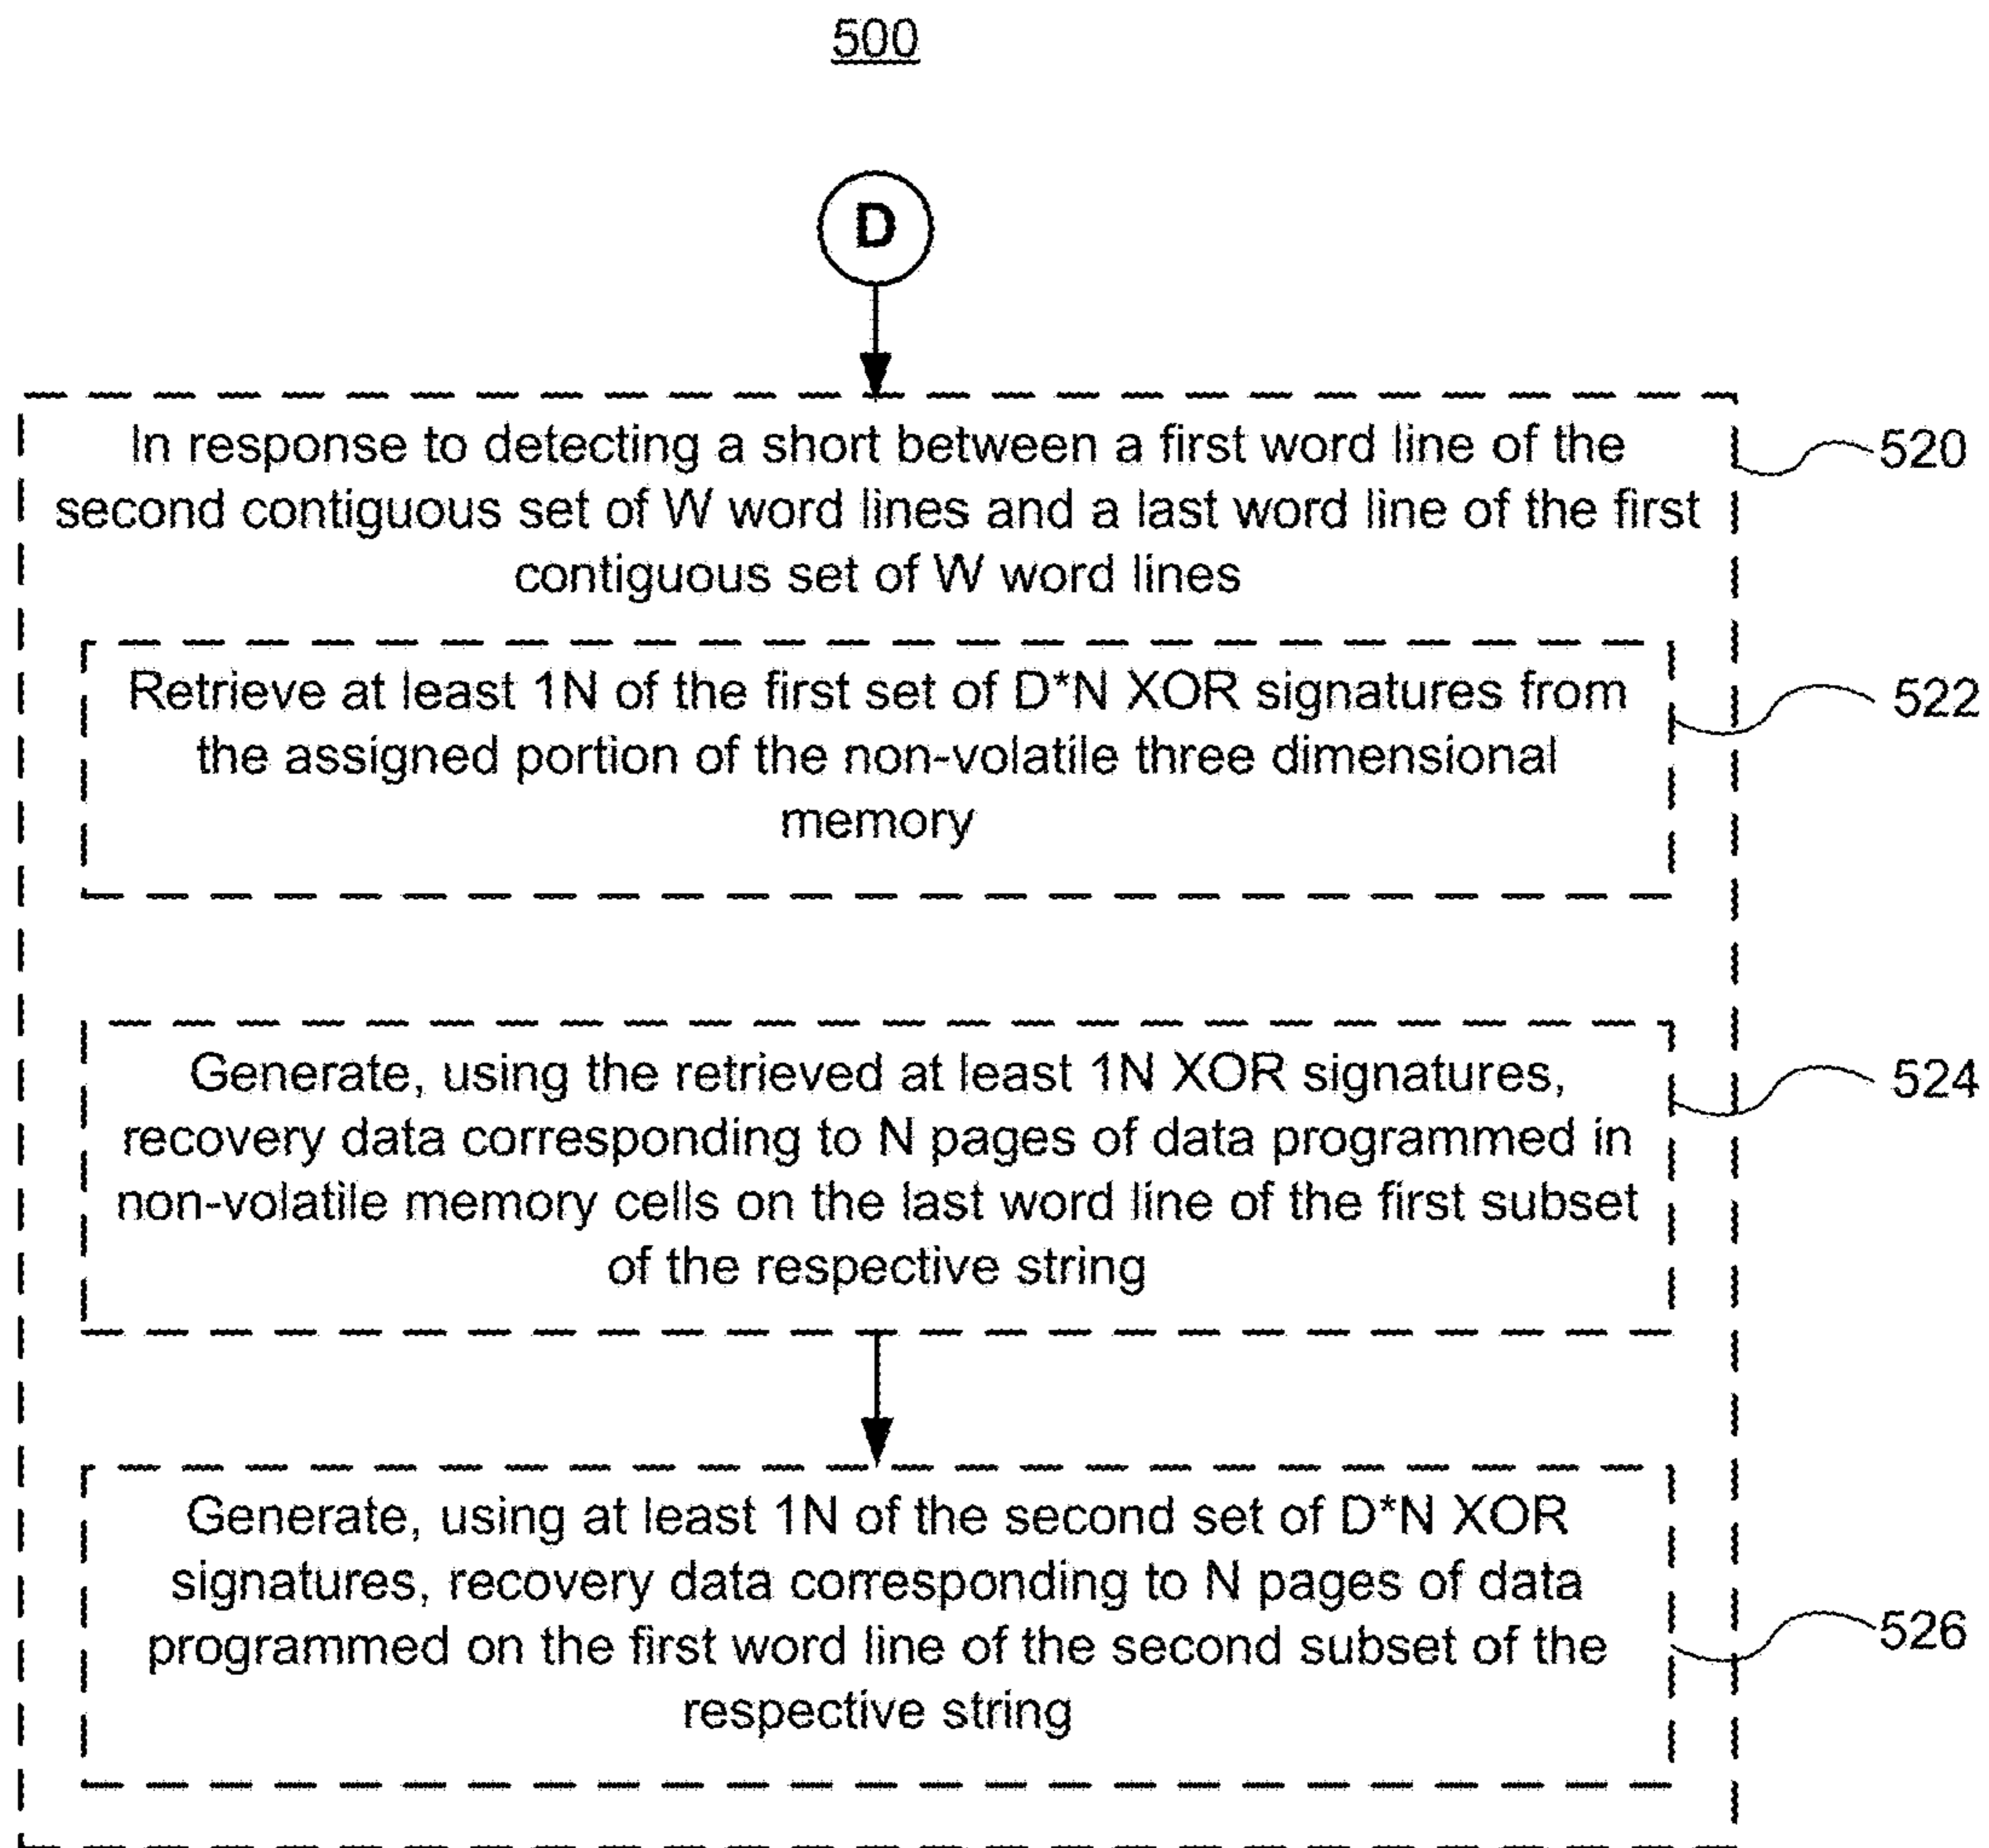 500
D
In response to detecting a short between a first word line of the
second contiguous set of W word lines and a last word line of the first
contiguous set of W word lines
520
Retrieve at least 1N of the first set of D*N XOR signatures from
the assigned portion of the non-volatile three dimensional
memory
522
Generate, using the retrieved at least 1N XOR signatures,
recovery data corresponding to N pages of data programmed in
non-volatile memory cells on the last word line of the first subset
of the respective string
524
Generate, using at least 1N of the second set of D*N XOR
signatures, recovery data corresponding to N pages of data
programmed on the first word line of the second subset of the
respective string
526